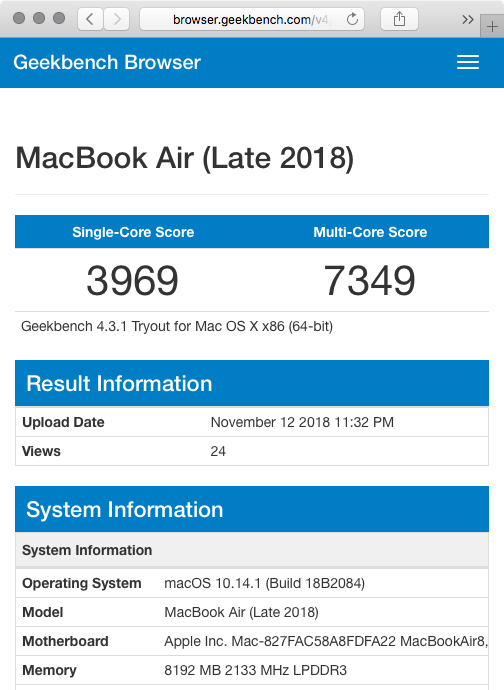 browser.geekbench.com/v4
Geekbench Browser
MacBook Air (Late 2018)
Single-Core Score Multi-Core Score
3969 7349
Geekbench 4.3.1 Tryout for Mac OS X x86 (64-bit)
Result Information
Upload Date November 12 2018 11:32 PM
Views 24
System Information
System Information
Operating System macOS 10.14.1 (Build 18B2084)
Model MacBook Air (Late 2018)
Motherboard Apple Inc. Mac-827FAC58A8FDFA22 MacBookAir8,
Memory 8192 MB 2133 MHz LPDDR3